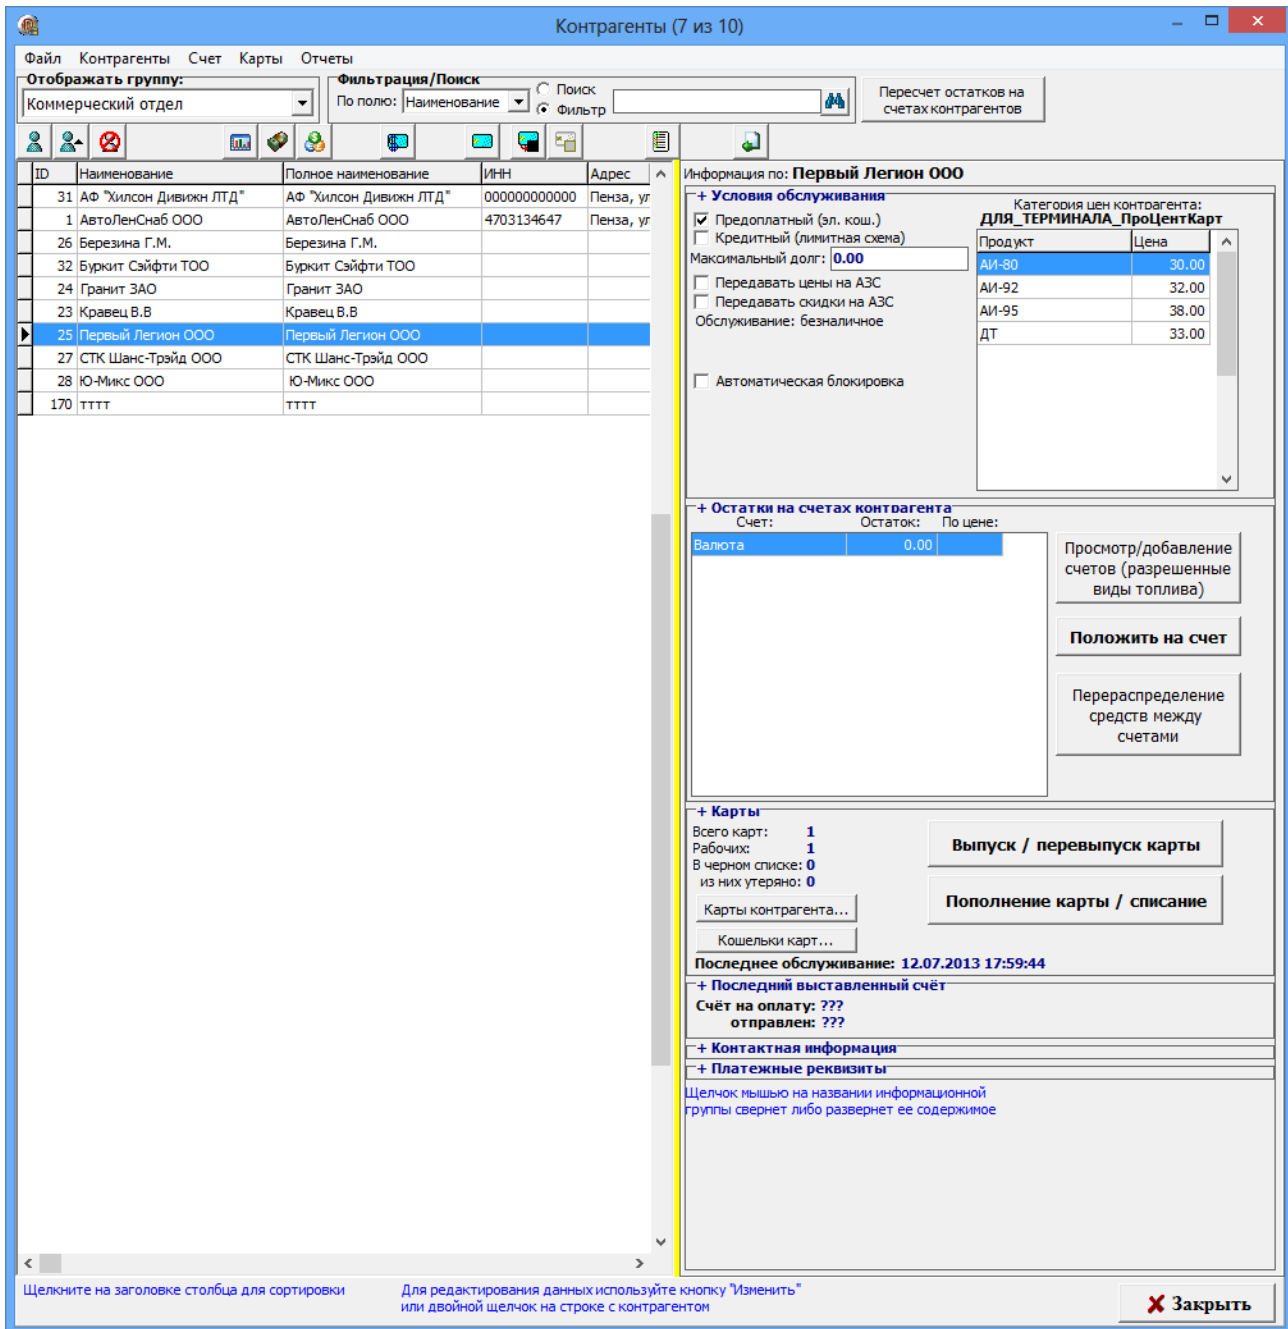 Контрагенты (7 из 10)
Файл Контрагенты Счет Карты Отчеты
Отображать группу:
Коммерческий отдел
Фильтрация/Поиск
По полю: Наименование
Поиск
Фильтр
Пересчет остатков на
счетах контрагентов
ID Наименование Полное наименование ИНН Адрес
31 АФ "Хилсон Дивижн ЛТД" АФ "Хилсон Дивижн ЛТД" 000000000000 Пенза, ул
1 АвтоЛенСнаб ООО АвтоЛенСнаб ООО 4703134647 Пенза, ул
26 Березина Г.М. Березина Г.М.
32 Буркит Сэйфти ТОО Буркит Сэйфти ТОО
24 Гранит ЗАО Гранит ЗАО
23 Кравец В.В Кравец В.В
25 Первый Легион ООО Первый Легион ООО
27 СТК Шанс-Трэйд ООО СТК Шанс-Трэйд ООО
28 Ю-Микс ООО Ю-Микс ООО
170 тттт тттт
Информация по: Первый Легион ООО
+ Условия обслуживания
Предоплатный (эл. кош.)
Кредитный (лимитная схема)
Максимальный долг: 0.00
Передавать цены на АЗС
Передавать скидки на АЗС
Обслуживание: безналичное
Автоматическая блокировка
Категория цен контрагента:
ДЛЯ_ТЕРМИНАЛА_ПроЦентКарт
Продукт Цена
АИ-80 30.00
АИ-92 32.00
АИ-95 38.00
ДТ 33.00
+ Остатки на счетах контрагента
Счет: Остаток: По цене:
Валюта 0.00
Просмотр/добавление
счетов (разрешенные
виды топлива)
Положить на счет
Перераспределение
средств между
счетами
+ Карты
Всего карт: 1
Рабочих: 1
В черном списке: 0
из них утеряно: 0
Карты контрагента...
Кошельки карт...
Выпуск / перевыпуск карты
Пополнение карты / списание
Последнее обслуживание: 12.07.2013 17:59:44
+ Последний выставленный счёт
Счёт на оплату: ???
отправлен: ???
+ Контактная информация
+ Платежные реквизиты
Щелчок мышью на названии информационной
группы свернет либо развернет ее содержимое
Щелкните на заголовке столбца для сортировки
Для редактирования данных используйте кнопку "Изменить"
или двойной щелчок на строке с контрагентом
Закрыть